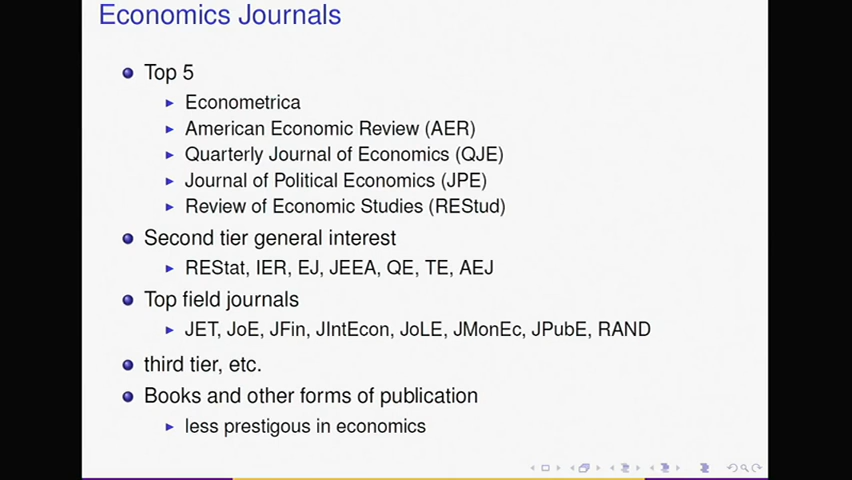 Economics Journals
Top 5
Econometrica
American Economic Review (AER)
Quarterly Journal of Economics (QJE)
Journal of Political Economics (JPE)
Review of Economic Studies (REStud)
Second tier general interest
REStat, IER, EJ, JEEA, QE, TE, AEJ
Top field journals
JET, JoE, JFin, JIntEcon, JoLE, JMonEc, JPubE, RAND
third tier, etc.
Books and other forms of publication
less prestigous in economics